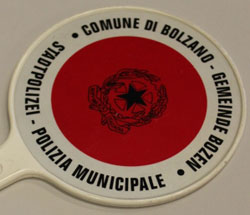 • COMUNE DI BOLZANO - GEMEINDE BOZEN
• STADTPOLIZEI - POLIZIA MUNICIPALE